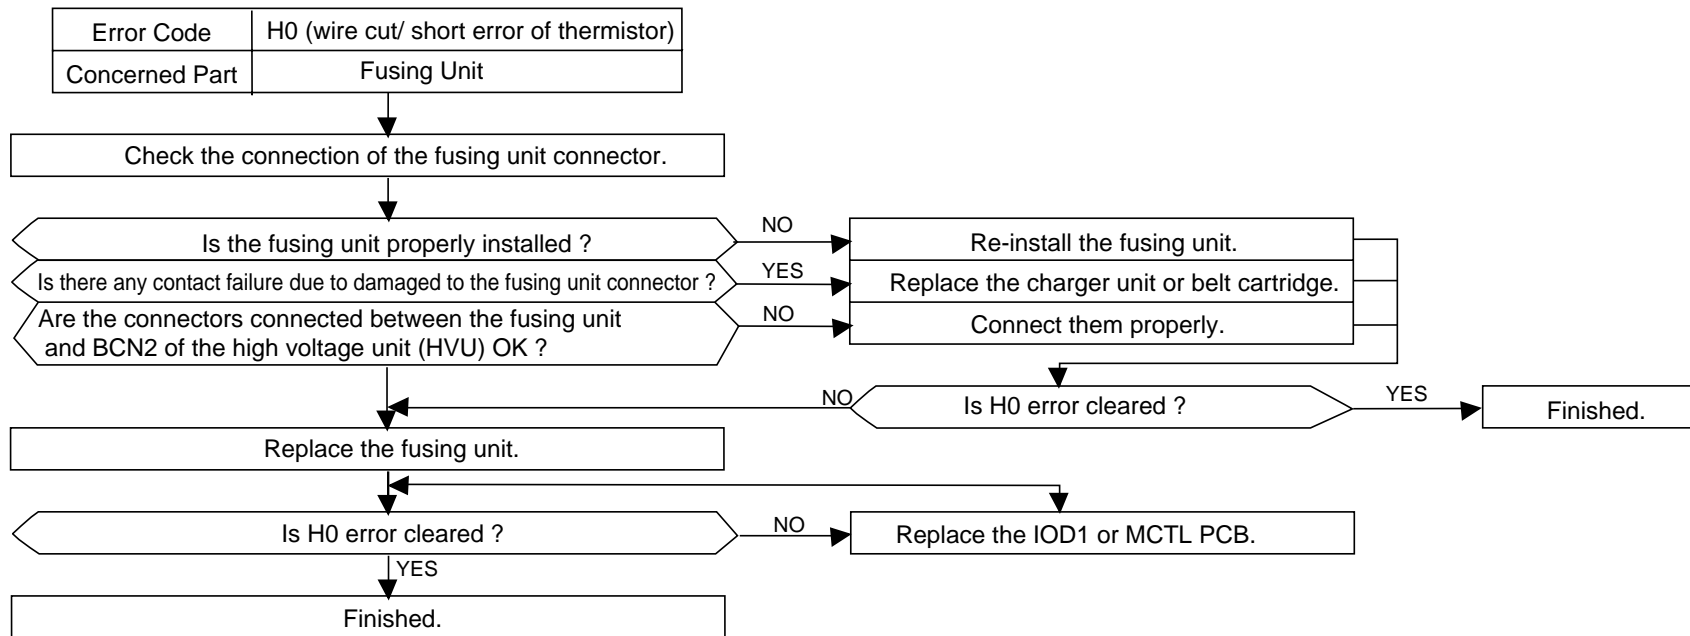 Error Code
H0 (wire cut/ short error of thermistor)
Concerned Part
Fusing Unit
Check the connection of the fusing unit connector.
Is the fusing unit properly installed ?
NO
Re-install the fusing unit.
Is there any contact failure due to damaged to the fusing unit connector ?
YES
Replace the charger unit or belt cartridge.
Are the connectors connected between the fusing unit
and BCN2 of the high voltage unit (HVU) OK ?
NO
Connect them properly.
NO
Is H0 error cleared ?
YES
Finished.
Replace the fusing unit.
Is H0 error cleared ?
NO
Replace the IOD1 or MCTL PCB.
YES
Finished.